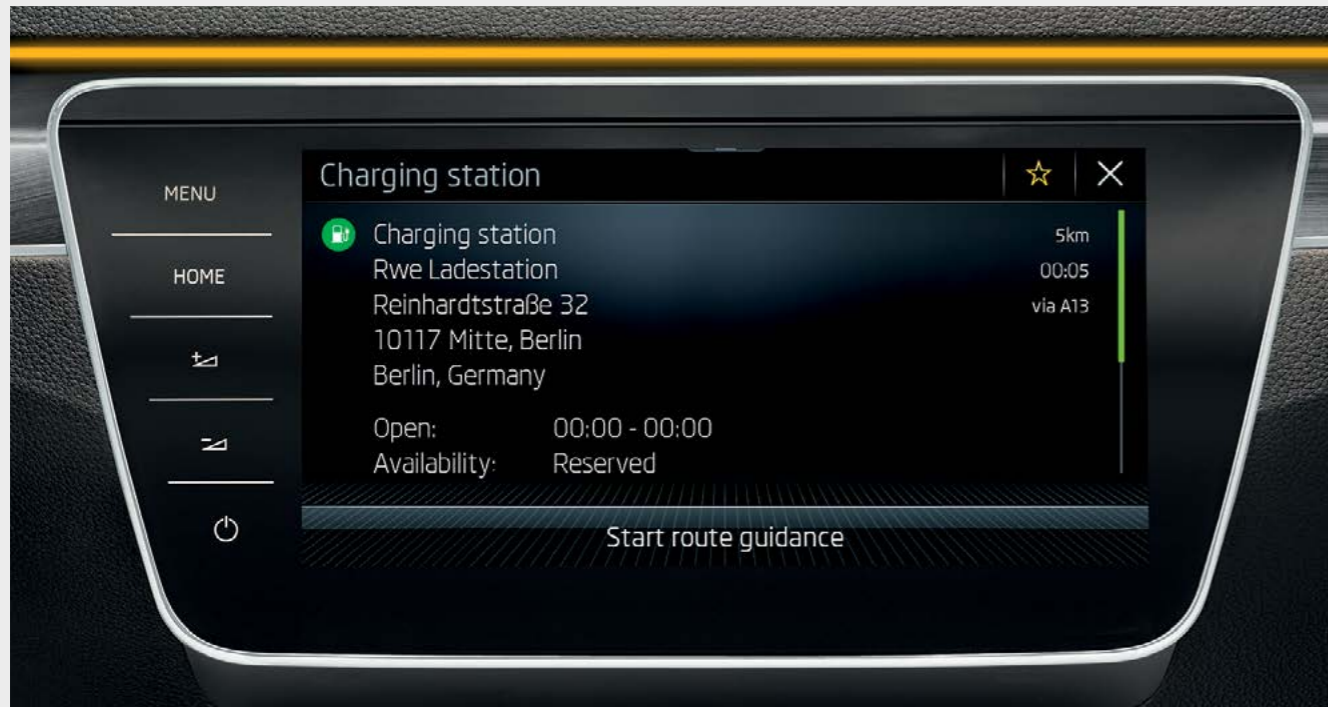 MENU
HOME
Charging station
Charging station
5km
Rwe Ladestation
00:05
Reinhardtstraße 32
via A13
10117 Mitte, Berlin
Berlin, Germany
Open: 00:00 - 00:00
Availability: Reserved
Start route guidance